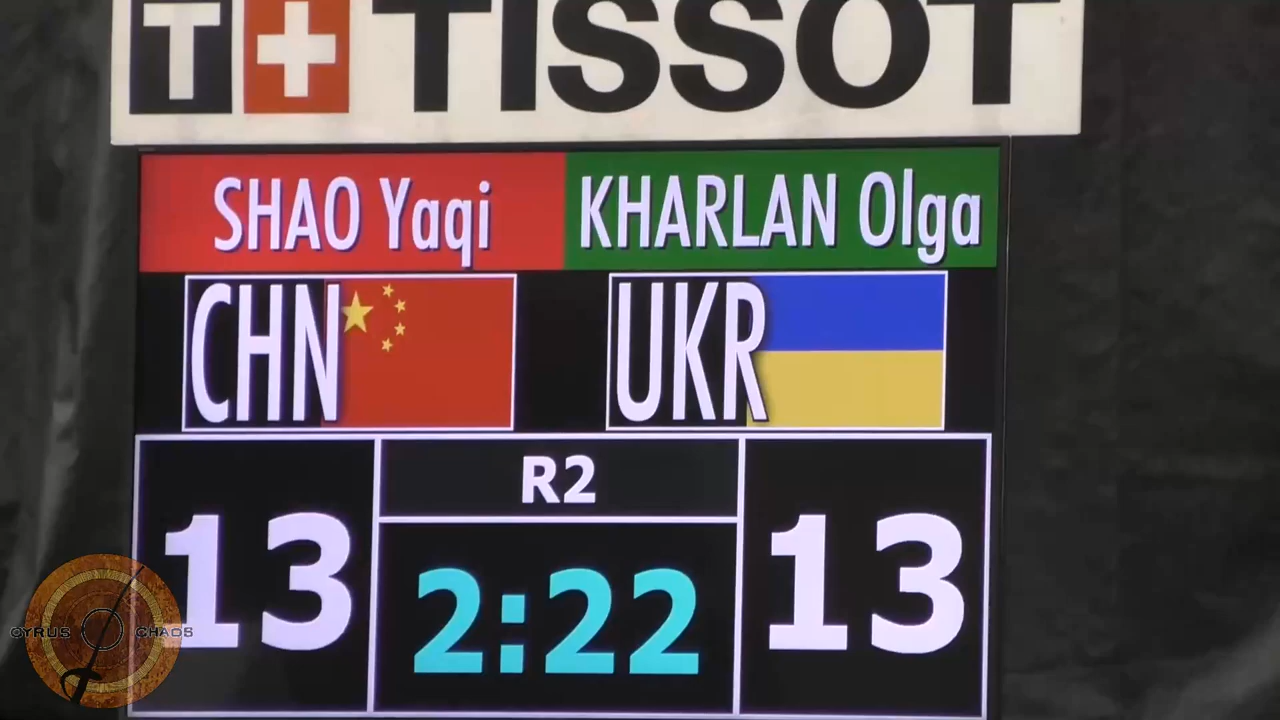 T TISSOT
SHAO Yaqi KHARLAN Olga
CHN UKR
R2
13 2:22 13
CYRUS CHAOS